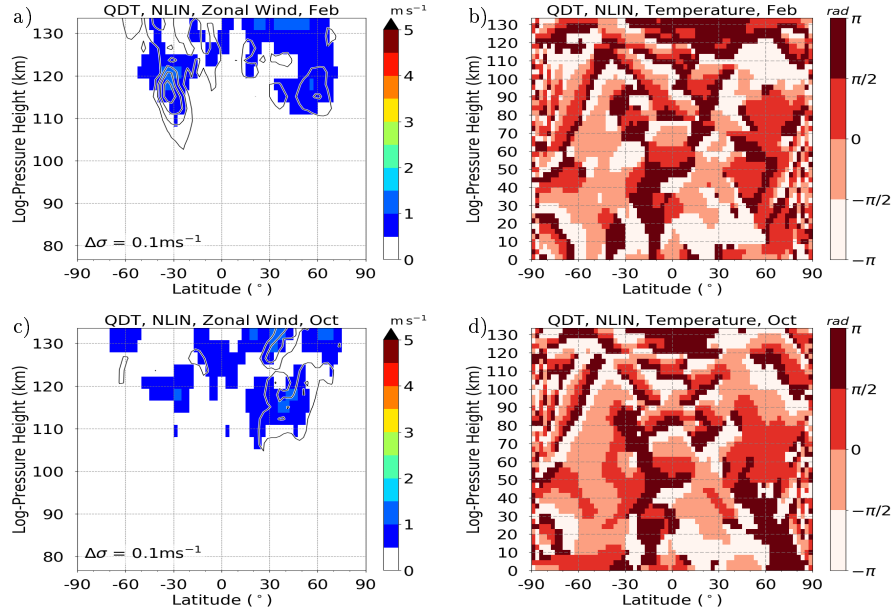 a) QDT, NLIN, Zonal Wind, Feb m s⁻¹
130
120
110
100
90
80
Log-Pressure Height (km)
Δσ = 0.1ms⁻¹
-90 -60 -30 0 30 60 90
Latitude (°)
5
4
3
2
1
0
b) QDT, NLIN, Temperature, Feb rad
130
120
110
100
90
80
70
60
50
40
30
20
10
0
Log-Pressure Height (km)
-90 -60 -30 0 30 60 90
Latitude (°)
π
π/2
0
−π/2
−π
c) QDT, NLIN, Zonal Wind, Oct m s⁻¹
130
120
110
100
90
80
Log-Pressure Height (km)
Δσ = 0.1ms⁻¹
-90 -60 -30 0 30 60 90
Latitude (°)
5
4
3
2
1
0
d) QDT, NLIN, Temperature, Oct rad
130
120
110
100
90
80
70
60
50
40
30
20
10
0
Log-Pressure Height (km)
-90 -60 -30 0 30 60 90
Latitude (°)
π
π/2
0
−π/2
−π